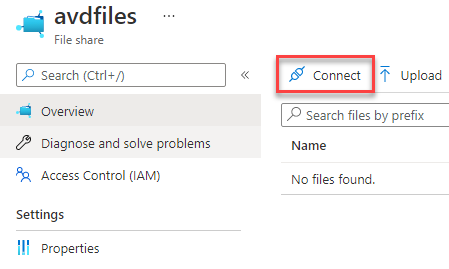 avdfiles ...
File share
Search (Ctrl+/) «
Connect Upload
Overview
Search files by prefix
Diagnose and solve problems
Name
Access Control (IAM)
No files found.
Settings
Properties